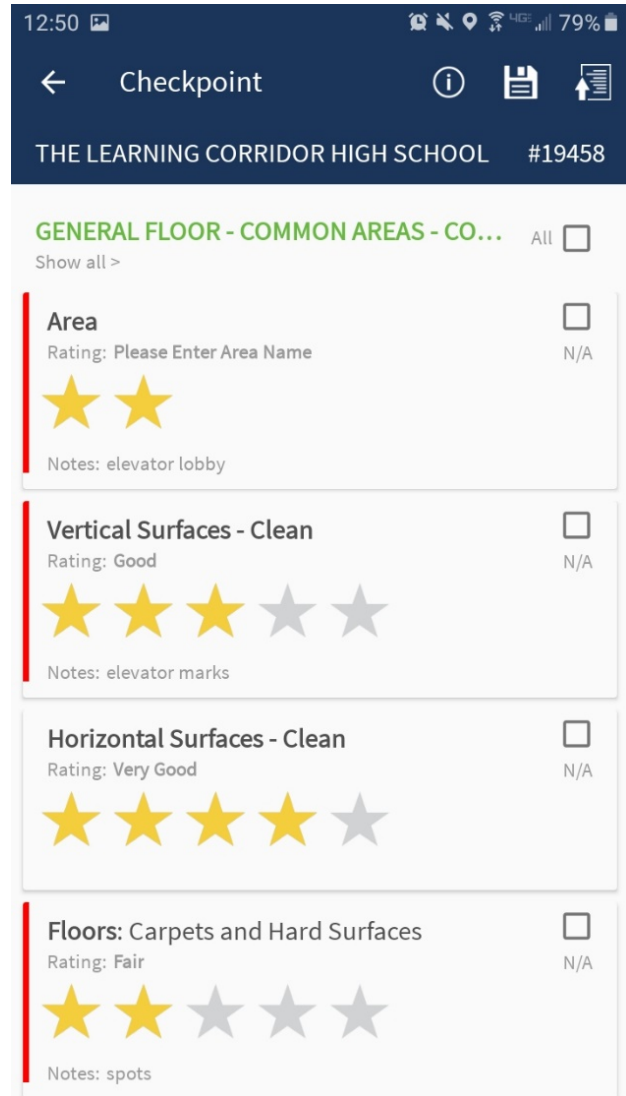 12:50 4GE 79%
Checkpoint
THE LEARNING CORRIDOR HIGH SCHOOL #19458
GENERAL FLOOR - COMMON AREAS - CO... All
Show all >
Area
Rating: Please Enter Area Name N/A
Notes: elevator lobby
Vertical Surfaces - Clean
Rating: Good N/A
Notes: elevator marks
Horizontal Surfaces - Clean
Rating: Very Good N/A
Floors: Carpets and Hard Surfaces
Rating: Fair N/A
Notes: spots